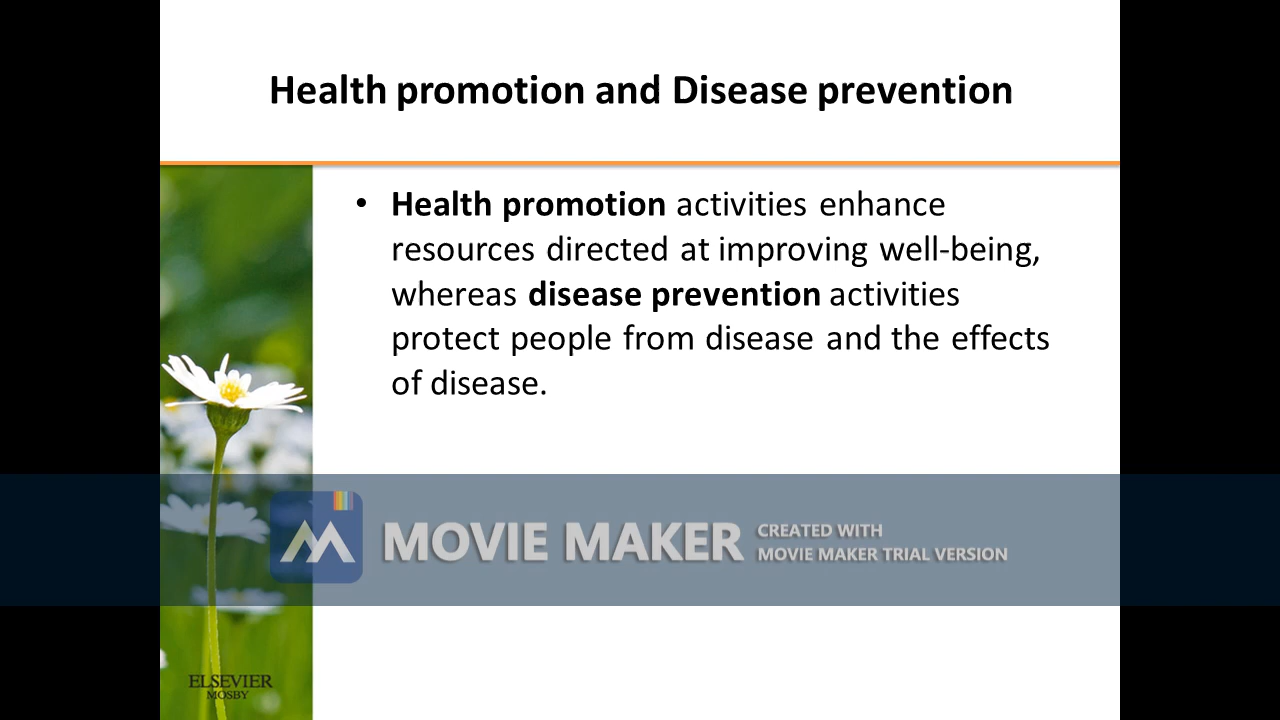 Health promotion and Disease prevention
• Health promotion activities enhance
resources directed at improving well-being,
whereas disease prevention activities
protect people from disease and the effects
of disease.
MOVIE MAKER
CREATED WITH
MOVIE MAKER TRIAL VERSION
ELSEVIER
MOSBY